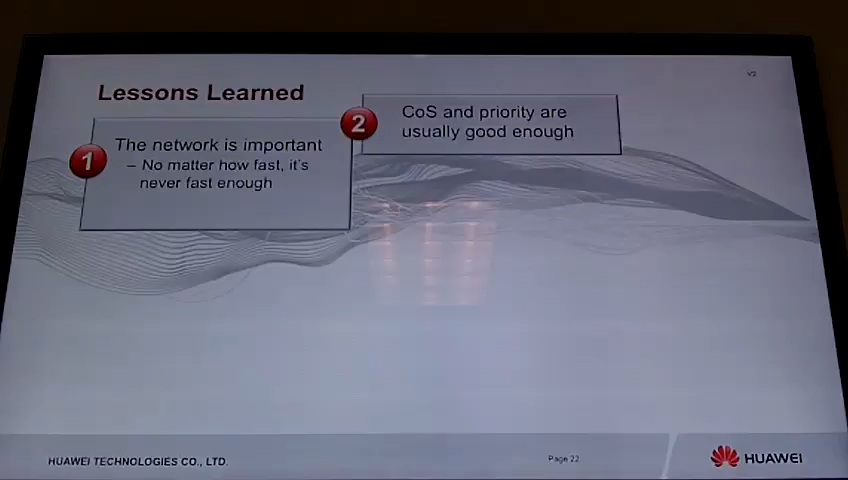 V2
Lessons Learned
1
The network is important
– No matter how fast, it's
never fast enough
2
CoS and priority are
usually good enough
HUAWEI TECHNOLOGIES CO., LTD.
Page 22
HUAWEI